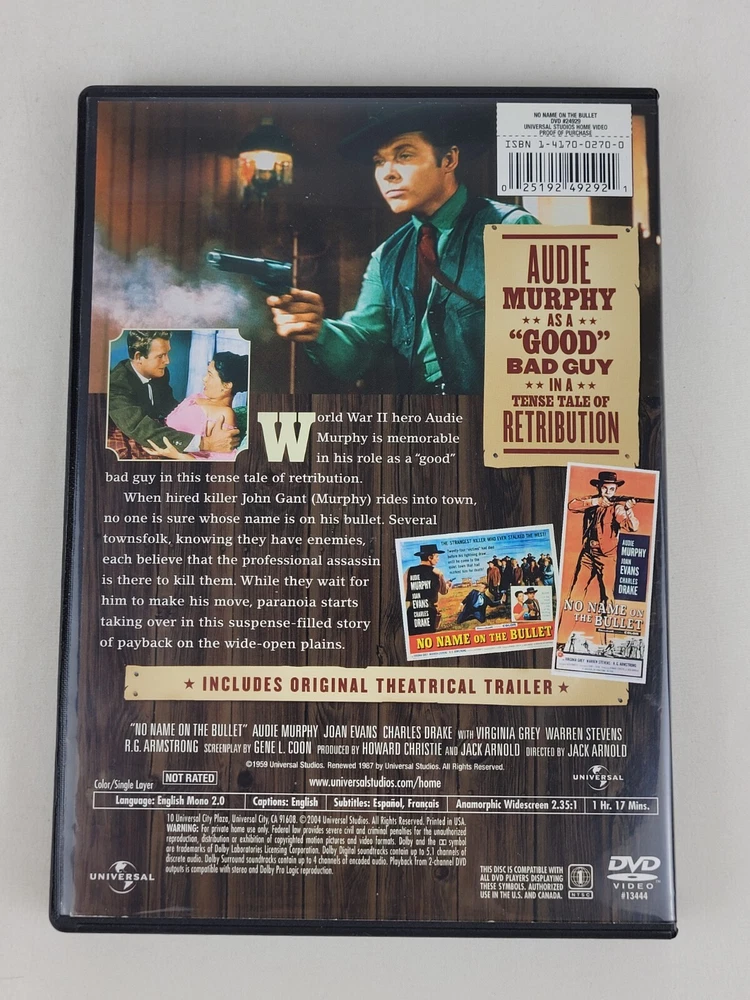 NO NAME ON THE BULLET
DVD #24929
UNIVERSAL STUDIOS HOME VIDEO
PROOF OF PURCHASE
ISBN 1-4170-0270-0
0 25192 49292 1
AUDIE
MURPHY
AS A
"GOOD"
BAD GUY
IN A
TENSE TALE OF
RETRIBUTION
World War II hero Audie
Murphy is memorable
in his role as a "good"
bad guy in this tense tale of retribution.
When hired killer John Gant (Murphy) rides into town,
no one is sure whose name is on his bullet. Several
townsfolk, knowing they have enemies,
each believe that the professional assassin
is there to kill them. While they wait for
him to make his move, paranoia starts
taking over in this suspense-filled story
of payback on the wide-open plains.
THE STRANGEST KILLER WHO EVER STALKED THE WEST!
AUDIE
MURPHY
JOAN
EVANS
CHARLES
DRAKE
NO NAME ON THE BULLET
AUDIE
MURPHY
JOAN
EVANS
CHARLES
DRAKE
NO NAME ON
THE BULLET
★ INCLUDES ORIGINAL THEATRICAL TRAILER ★
"NO NAME ON THE BULLET" AUDIE MURPHY JOAN EVANS CHARLES DRAKE WITH VIRGINIA GREY WARREN STEVENS
R.G. ARMSTRONG SCREENPLAY BY GENE L. COON PRODUCED BY HOWARD CHRISTIE AND JACK ARNOLD DIRECTED BY JACK ARNOLD
©1959 Universal Studios. Renewed 1987 by Universal Studios. All Rights Reserved.
Color/Single Layer NOT RATED www.universalstudios.com/home UNIVERSAL
Language: English Mono 2.0 Captions: English Subtitles: Español, Français Anamorphic Widescreen 2.35:1 1 Hr. 17 Mins.
10 Universal City Plaza, Universal City, CA 91608. ©2004 Universal Studios. All Rights Reserved. Printed in USA.
WARNING: For private home use only. Federal law provides severe civil and criminal penalties for the unauthorized
reproduction, distribution or exhibition of copyrighted motion pictures and video formats. Dolby and the DD symbol
are trademarks of Dolby Laboratories Licensing Corporation. Dolby Digital soundtracks contain up to 5.1 channels of
discrete audio. Dolby Surround soundtracks contain up to 4 channels of encoded audio. Playback from 2-channel DVD
outputs is compatible with stereo and Dolby Pro Logic reproduction.
UNIVERSAL
THIS DISC IS COMPATIBLE WITH
ALL DVD PLAYERS DISPLAYING
THESE SYMBOLS. AUTHORIZED
USE IN THE U.S. AND CANADA.
1
NTSC
DVD
VIDEO™
#13444